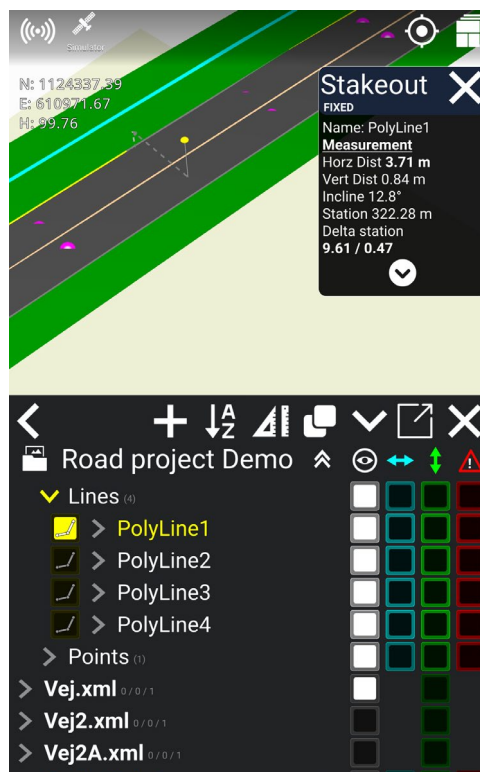 Simulator
N: 1124337.39
E: 610971.67
H: 99.76
Stakeout
FIXED
Name: PolyLine1
Measurement
Horz Dist 3.71 m
Vert Dist 0.84 m
Incline 12.8°
Station 322.28 m
Delta station
9.61 / 0.47
A
Z
Road project Demo
Lines (4)
PolyLine1
PolyLine2
PolyLine3
PolyLine4
Points (1)
Vej.xml 0/0/1
Vej2.xml 0/0/1
Vej2A.xml 0/0/1